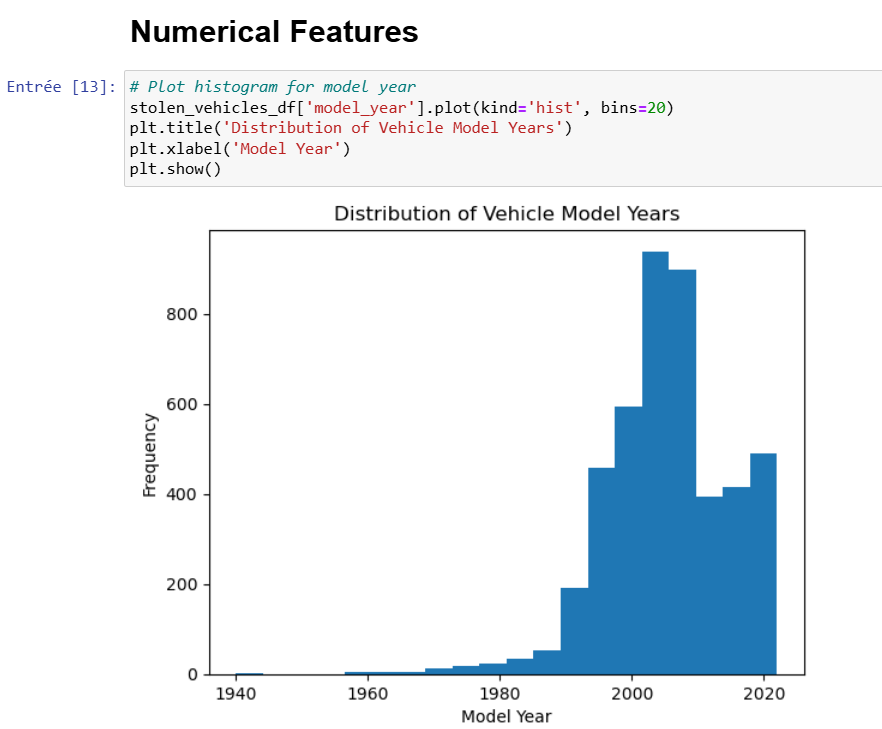 Numerical Features
Entrée [13]: # Plot histogram for model year
stolen_vehicles_df['model_year'].plot(kind='hist', bins=20)
plt.title('Distribution of Vehicle Model Years')
plt.xlabel('Model Year')
plt.show()
Distribution of Vehicle Model Years
800
600
400
200
0
Frequency
1940 1960 1980 2000 2020
Model Year